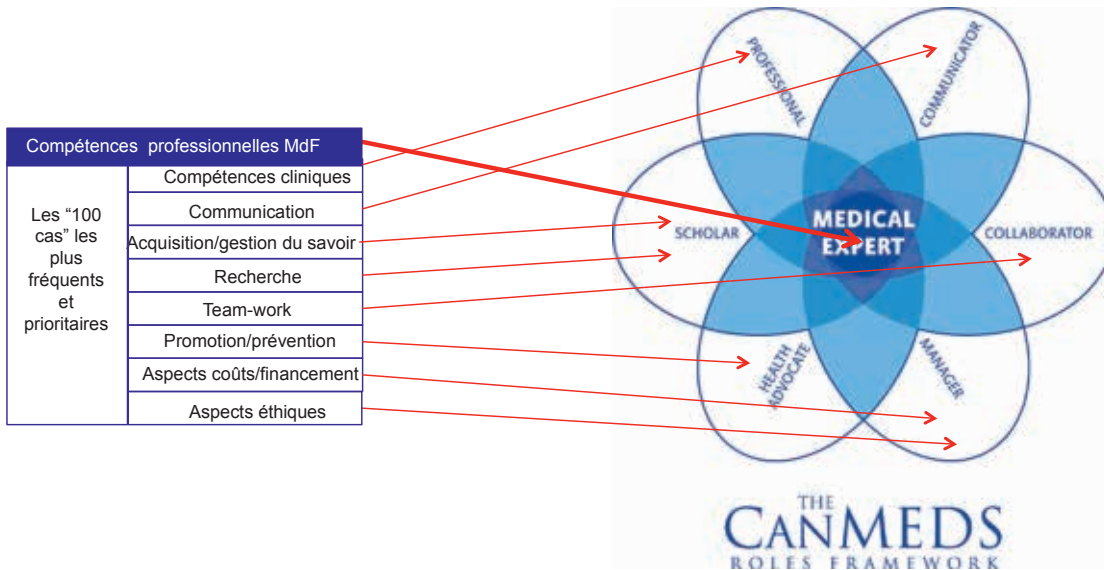 Compétences professionnelles MdF
Les “100
cas” les
plus
fréquents
et
prioritaires
Compétences cliniques
Communication
Acquisition/gestion du savoir
Recherche
Team-work
Promotion/prévention
Aspects coûts/financement
Aspects éthiques
PROFESSIONAL
COMMUNICATOR
SCHOLAR
MEDICAL
EXPERT
COLLABORATOR
HEALTH
ADVOCATE
MANAGER
THE
CANMEDS
ROLES FRAMEWORK